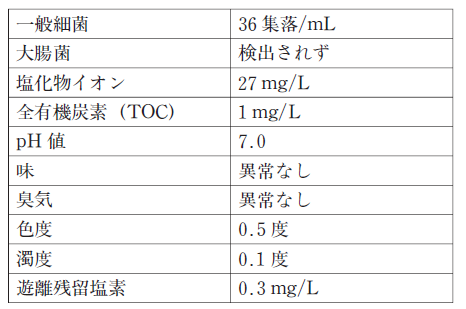 一般細菌 36 集落/mL
大腸菌 検出されず
塩化物イオン 27 mg/L
全有機炭素（TOC） 1 mg/L
pH 値 7.0
味 異常なし
臭気 異常なし
色度 0.5 度
濁度 0.1 度
遊離残留塩素 0.3 mg/L